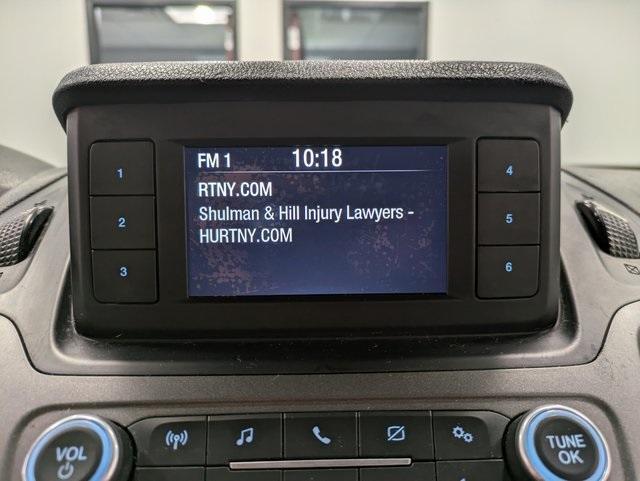 FM 1 10:18
RTNY.COM
Shulman & Hill Injury Lawyers -
HURTNY.COM
1
2
3
4
5
6
VOL
TUNE
OK